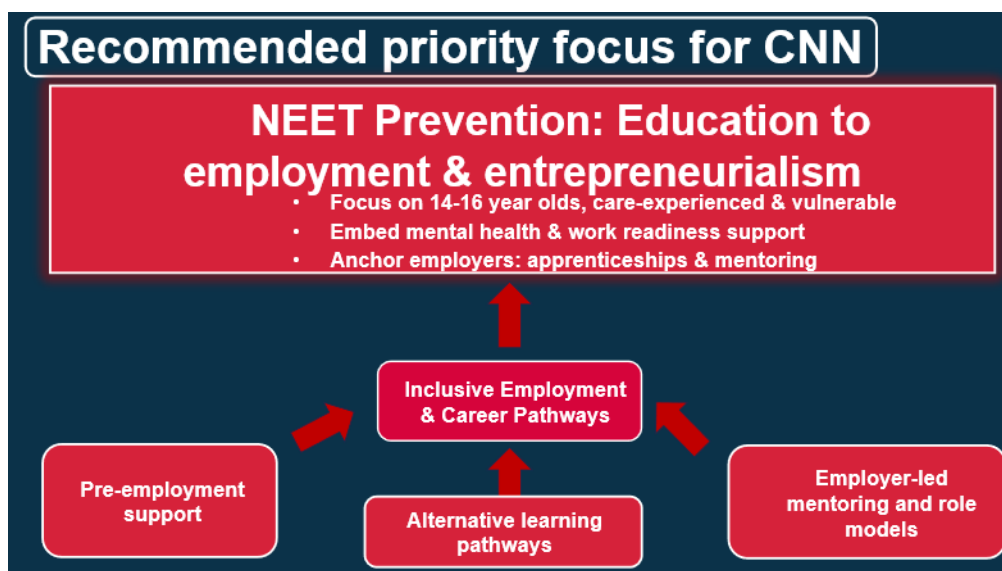 Recommended priority focus for CNN
NEET Prevention: Education to
employment & entrepreneurialism
• Focus on 14-16 year olds, care-experienced & vulnerable
• Embed mental health & work readiness support
• Anchor employers: apprenticeships & mentoring
Inclusive Employment
& Career Pathways
Pre-employment
support
Alternative learning
pathways
Employer-led
mentoring and role
models